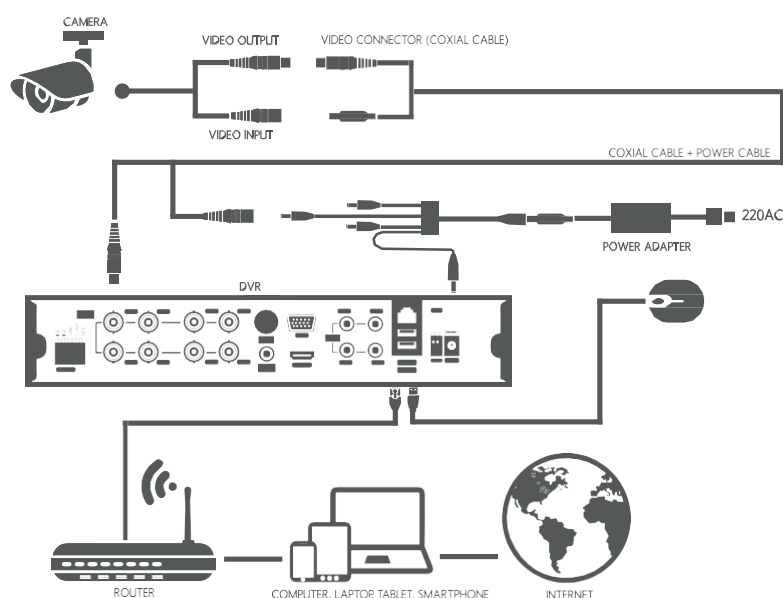 CAMERA
VIDEO OUTPUT
VIDEO CONNECTOR (COXIAL CABLE)
VIDEO INPUT
COXIAL CABLE + POWER CABLE
220AC
POWER ADAPTER
DVR
ROUTER
COMPUTER, LAPTOP, TABLET, SMARTPHONE
INTERNET